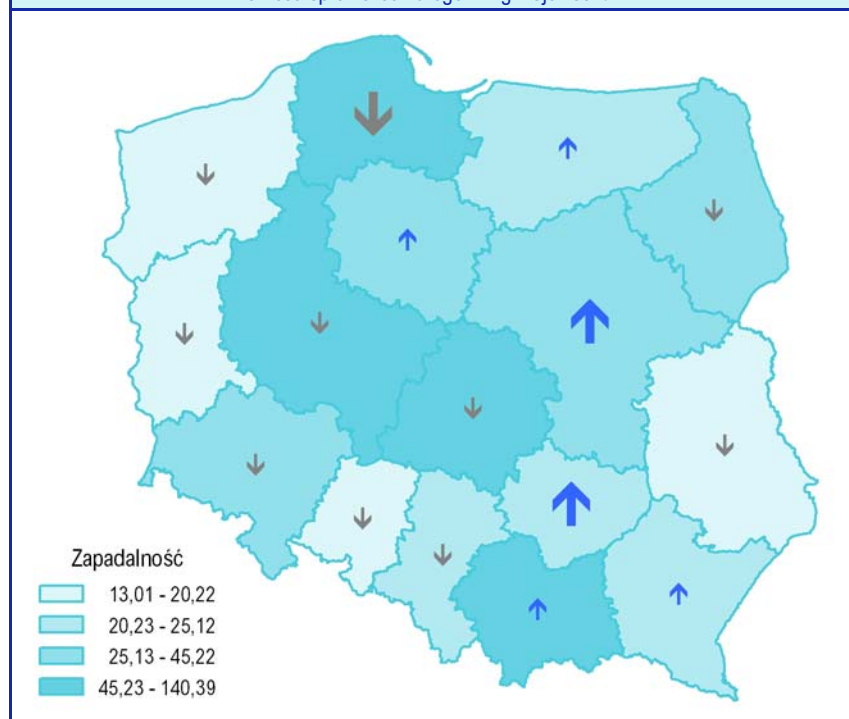 Zapadalność
13,01 - 20,22
20,23 - 25,12
25,13 - 45,22
45,23 - 140,39